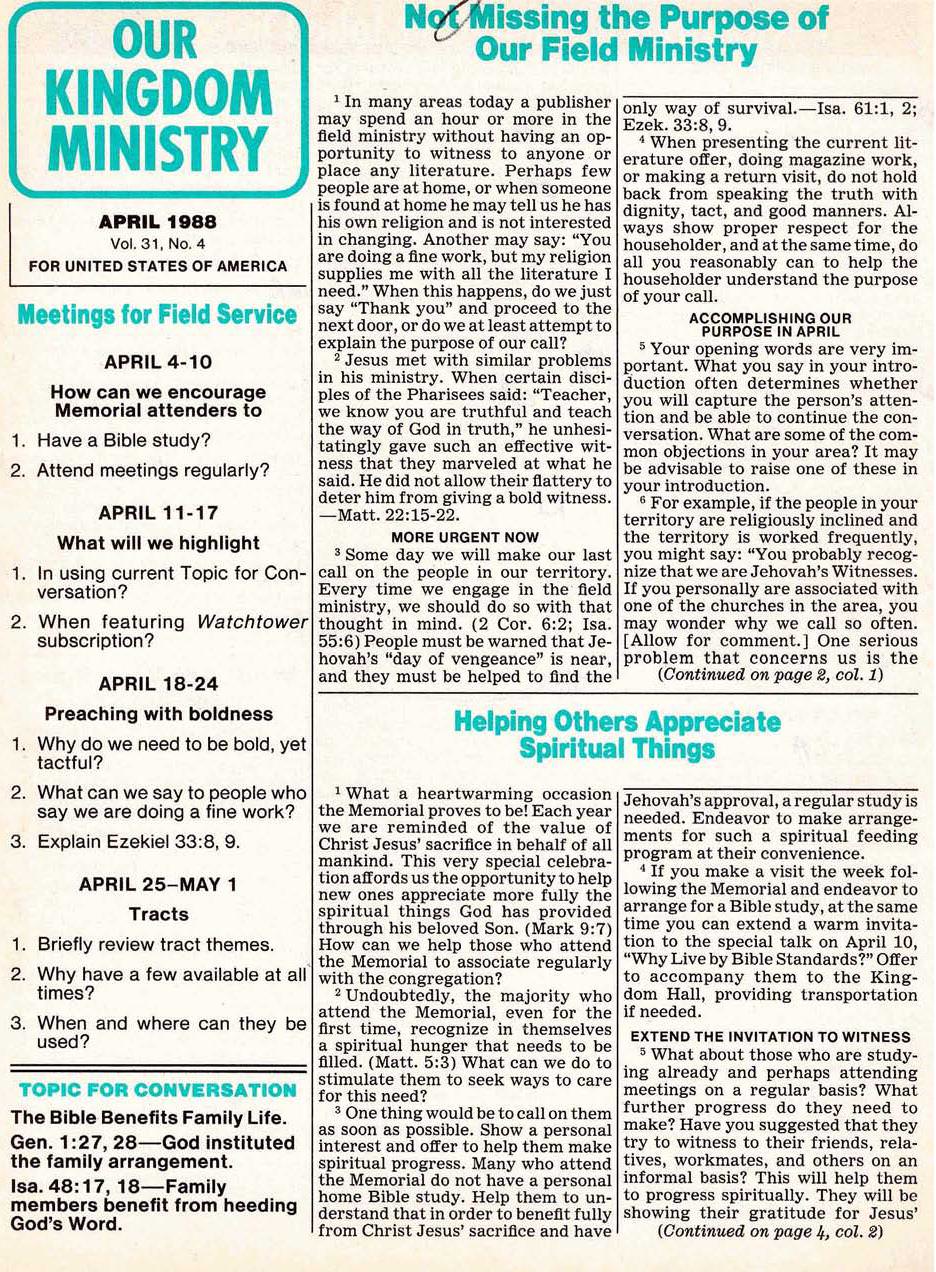 OUR
KINGDOM
MINISTRY
APRIL 1988
Vol. 31, No. 4
FOR UNITED STATES OF AMERICA
Meetings for Field Service
APRIL 4-10
How can we encourage
Memorial attenders to
1. Have a Bible study?
2. Attend meetings regularly?
APRIL 11-17
What will we highlight
1. In using current Topic for Con-
versation?
2. When featuring Watchtower
subscription?
APRIL 18-24
Preaching with boldness
1. Why do we need to be bold, yet
tactful?
2. What can we say to people who
say we are doing a fine work?
3. Explain Ezekiel 33:8, 9.
APRIL 25–MAY 1
Tracts
1. Briefly review tract themes.
2. Why have a few available at all
times?
3. When and where can they be
used?
TOPIC FOR CONVERSATION
The Bible Benefits Family Life.
Gen. 1:27, 28—God instituted
the family arrangement.
Isa. 48:17, 18—Family
members benefit from heeding
God's Word.
Not Missing the Purpose of
Our Field Ministry
1 In many areas today a publisher
may spend an hour or more in the
field ministry without having an op-
portunity to witness to anyone or
place any literature. Perhaps few
people are at home, or when someone
is found at home he may tell us he has
his own religion and is not interested
in changing. Another may say: “You
are doing a fine work, but my religion
supplies me with all the literature I
need.” When this happens, do we just
say “Thank you” and proceed to the
next door, or do we at least attempt to
explain the purpose of our call?
2 Jesus met with similar problems
in his ministry. When certain disci-
ples of the Pharisees said: “Teacher,
we know you are truthful and teach
the way of God in truth,” he unhesi-
tatingly gave such an effective wit-
ness that they marveled at what he
said. He did not allow their flattery to
deter him from giving a bold witness.
—Matt. 22:15-22.
MORE URGENT NOW
3 Some day we will make our last
call on the people in our territory.
Every time we engage in the field
ministry, we should do so with that
thought in mind. (2 Cor. 6:2; Isa.
55:6) People must be warned that Je-
hovah's “day of vengeance” is near,
and they must be helped to find the
only way of survival.—Isa. 61:1, 2;
Ezek. 33:8, 9.
4 When presenting the current lit-
erature offer, doing magazine work,
or making a return visit, do not hold
back from speaking the truth with
dignity, tact, and good manners. Al-
ways show proper respect for the
householder, and at the same time, do
all you reasonably can to help the
householder understand the purpose
of your call.
ACCOMPLISHING OUR
PURPOSE IN APRIL
5 Your opening words are very im-
portant. What you say in your intro-
duction often determines whether
you will capture the person's atten-
tion and be able to continue the con-
versation. What are some of the com-
mon objections in your area? It may
be advisable to raise one of these in
your introduction.
6 For example, if the people in your
territory are religiously inclined and
the territory is worked frequently,
you might say: “You probably recog-
nize that we are Jehovah's Witnesses.
If you personally are associated with
one of the churches in the area, you
may wonder why we call so often.
[Allow for comment.] One serious
problem that concerns us is the
(Continued on page 2, col. 1)
Helping Others Appreciate
Spiritual Things
1 What a heartwarming occasion
the Memorial proves to be! Each year
we are reminded of the value of
Christ Jesus' sacrifice in behalf of all
mankind. This very special celebra-
tion affords us the opportunity to help
new ones appreciate more fully the
spiritual things God has provided
through his beloved Son. (Mark 9:7)
How can we help those who attend
the Memorial to associate regularly
with the congregation?
2 Undoubtedly, the majority who
attend the Memorial, even for the
first time, recognize in themselves
a spiritual hunger that needs to be
filled. (Matt. 5:3) What can we do to
stimulate them to seek ways to care
for this need?
3 One thing would be to call on them
as soon as possible. Show a personal
interest and offer to help them make
spiritual progress. Many who attend
the Memorial do not have a personal
home Bible study. Help them to un-
derstand that in order to benefit fully
from Christ Jesus' sacrifice and have
Jehovah's approval, a regular study is
needed. Endeavor to make arrange-
ments for such a spiritual feeding
program at their convenience.
4 If you make a visit the week fol-
lowing the Memorial and endeavor to
arrange for a Bible study, at the same
time you can extend a warm invita-
tion to the special talk on April 10,
“Why Live by Bible Standards?” Offer
to accompany them to the King-
dom Hall, providing transportation
if needed.
EXTEND THE INVITATION TO WITNESS
5 What about those who are study-
ing already and perhaps attending
meetings on a regular basis? What
further progress do they need to
make? Have you suggested that they
try to witness to their friends, rela-
tives, workmates, and others on an
informal basis? This will help them
to progress spiritually. They will be
showing their gratitude for Jesus'
(Continued on page 4, col. 2)